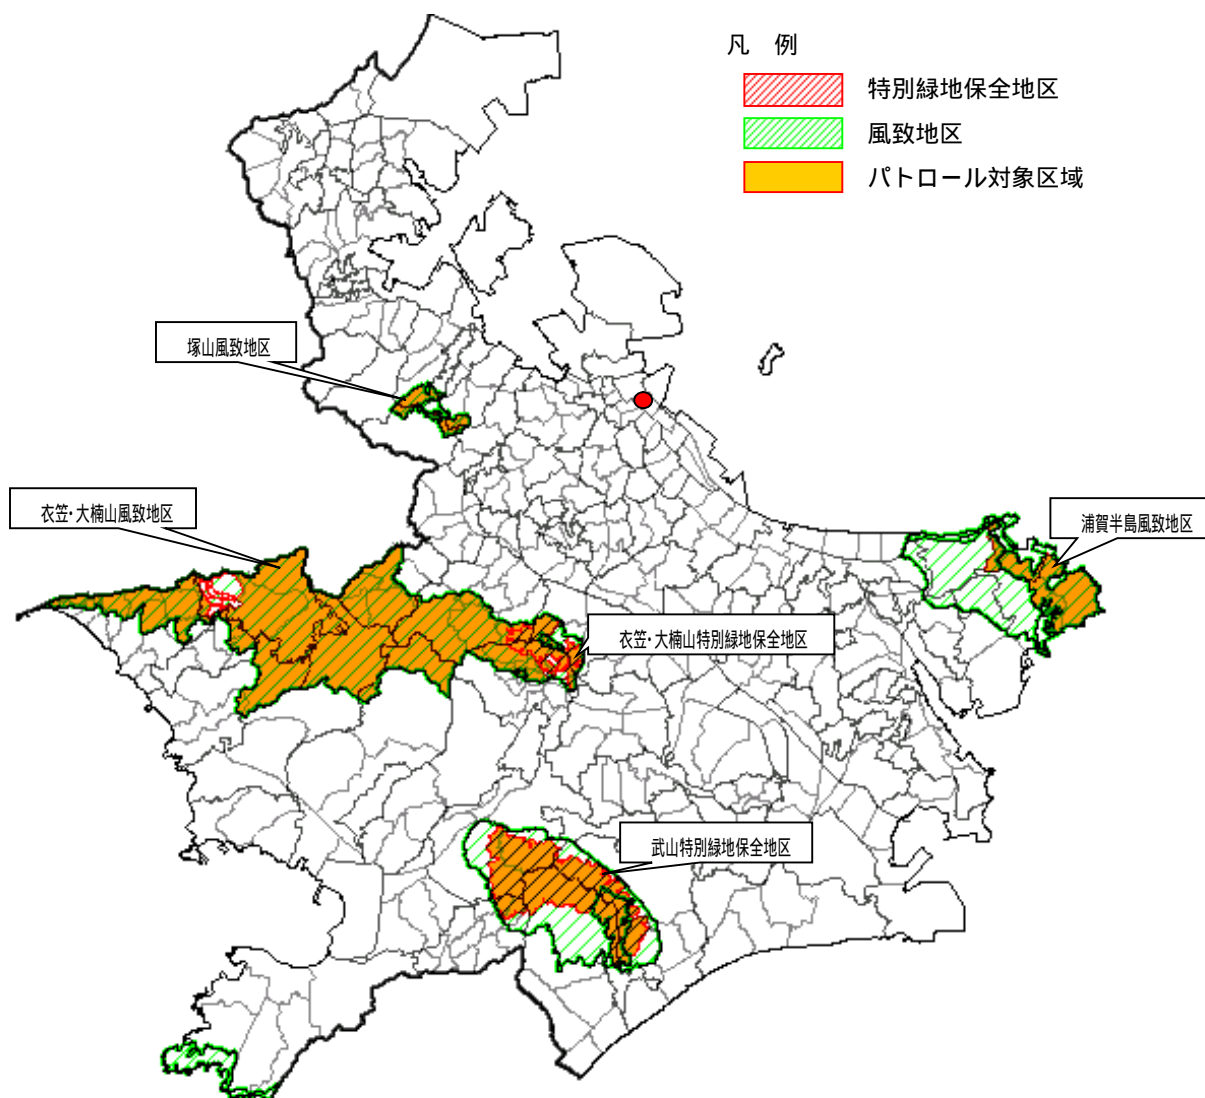 凡　例
特別緑地保全地区
風致地区
パトロール対象区域
塚山風致地区
衣笠・大楠山風致地区
浦賀半島風致地区
衣笠・大楠山特別緑地保全地区
武山特別緑地保全地区